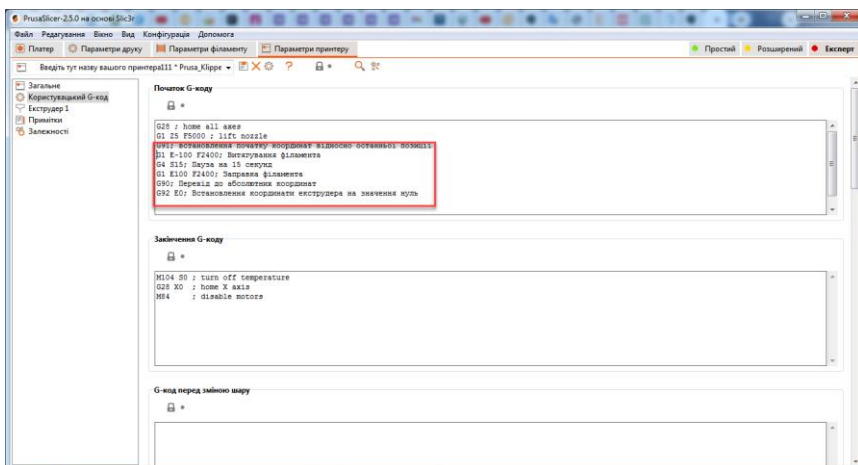 PrusaSlicer-2.5.0 на основі Slic3r
Файл Редагування Вікно Вид Конфігурація Допомога
Платер Параметри друку Параметри філаменту Параметри принтеру Простий Розширений Експерт
Введіть тут назву вашого принтера111 * Prusa_Klippe
Загальне
Користувацький G-код
Екструдер 1
Примітки
Залежності
Початок G-коду
G28 ; home all axes
G1 Z5 F5000 ; lift nozzle
G91; Встановлення початку координат відносно останньої позиції
G1 E-100 F2400; Витягування філамента
G4 S15; Пауза на 15 секунд
G1 E100 F2400; Заправка філамента
G90; Перехід до абсолютних координат
G92 E0; Встановлення координати екструдера на значення нуль
Закінчення G-коду
M104 S0 ; turn off temperature
G28 X0 ; home X axis
M84 ; disable motors
G-код перед зміною шару